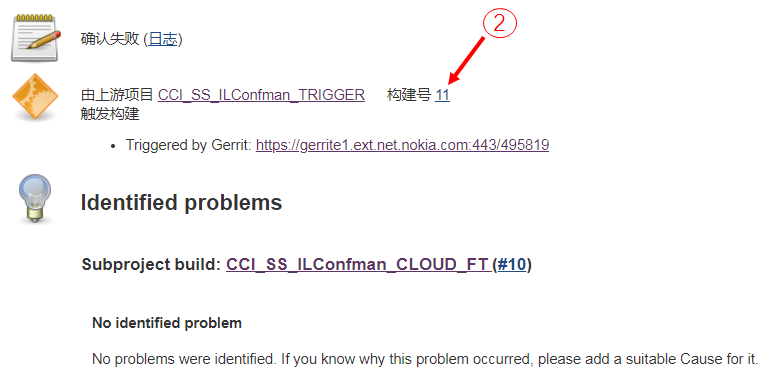 ②
确认失败 (日志)
由上游项目 CCI_SS_ILConfman_TRIGGER 构建号 11
触发构建
Triggered by Gerrit: https://gerrite1.ext.net.nokia.com:443/495819
Identified problems
Subproject build: CCI_SS_ILConfman_CLOUD_FT (#10)
No identified problem
No problems were identified. If you know why this problem occurred, please add a suitable Cause for it.